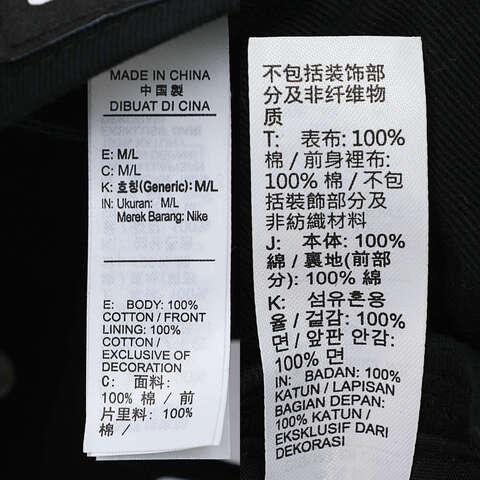 MADE IN CHINA
中国製
DIBUAT DI CINA
E: M/L
C: M/L
K: 호칭(Generic): M/L
IN: Ukuran: M/L
Merek Barang: Nike
E: BODY: 100%
COTTON / FRONT
LINING: 100%
COTTON /
EXCLUSIVE OF
DECORATION
C: 面料:
100% 棉 / 前
片里料: 100%
棉 /
不包括装饰部
分及非纤维物
质
T: 表布: 100%
棉 / 前身裡布:
100% 棉 / 不包
括裝飾部分及
非紡織材料
J: 本体: 100%
綿 / 裏地(前部
分): 100% 綿
K: 섬유혼용
율 / 겉감: 100%
면 / 앞판 안감:
100% 면
IN: BADAN: 100%
KATUN / LAPISAN
BAGIAN DEPAN:
100% KATUN /
EKSKLUSIF DARI
DEKORASI